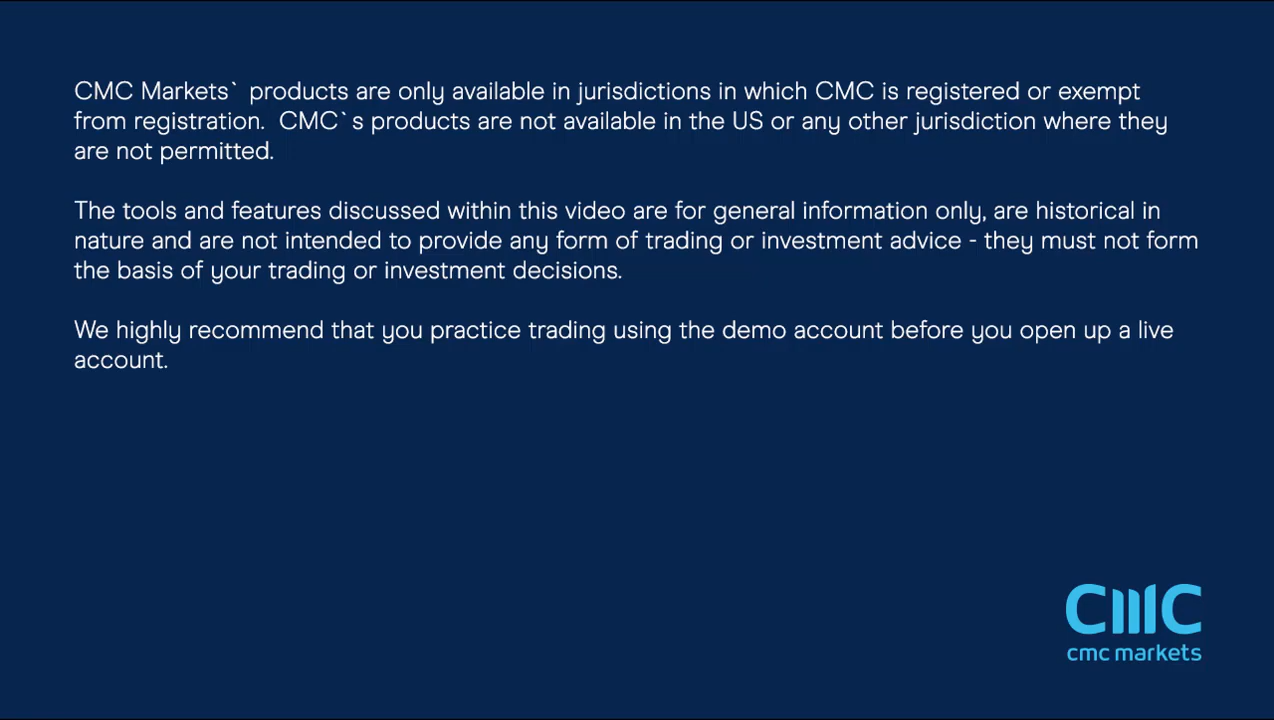 CMC Markets` products are only available in jurisdictions in which CMC is registered or exempt
from registration.  CMC`s products are not available in the US or any other jurisdiction where they
are not permitted.
The tools and features discussed within this video are for general information only, are historical in
nature and are not intended to provide any form of trading or investment advice - they must not form
the basis of your trading or investment decisions.
We highly recommend that you practice trading using the demo account before you open up a live
account.
CMC
cmc markets